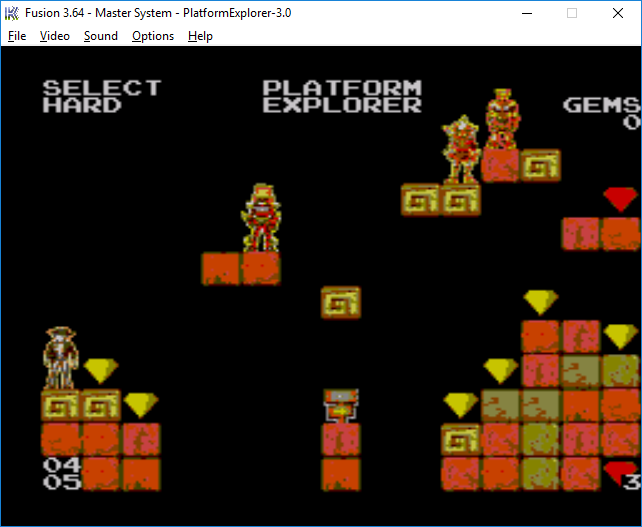 Fusion 3.64 - Master System - PlatformExplorer-3.0
File Video Sound Options Help
SELECT PLATFORM
HARD EXPLORER GEMS
0
04
05 3